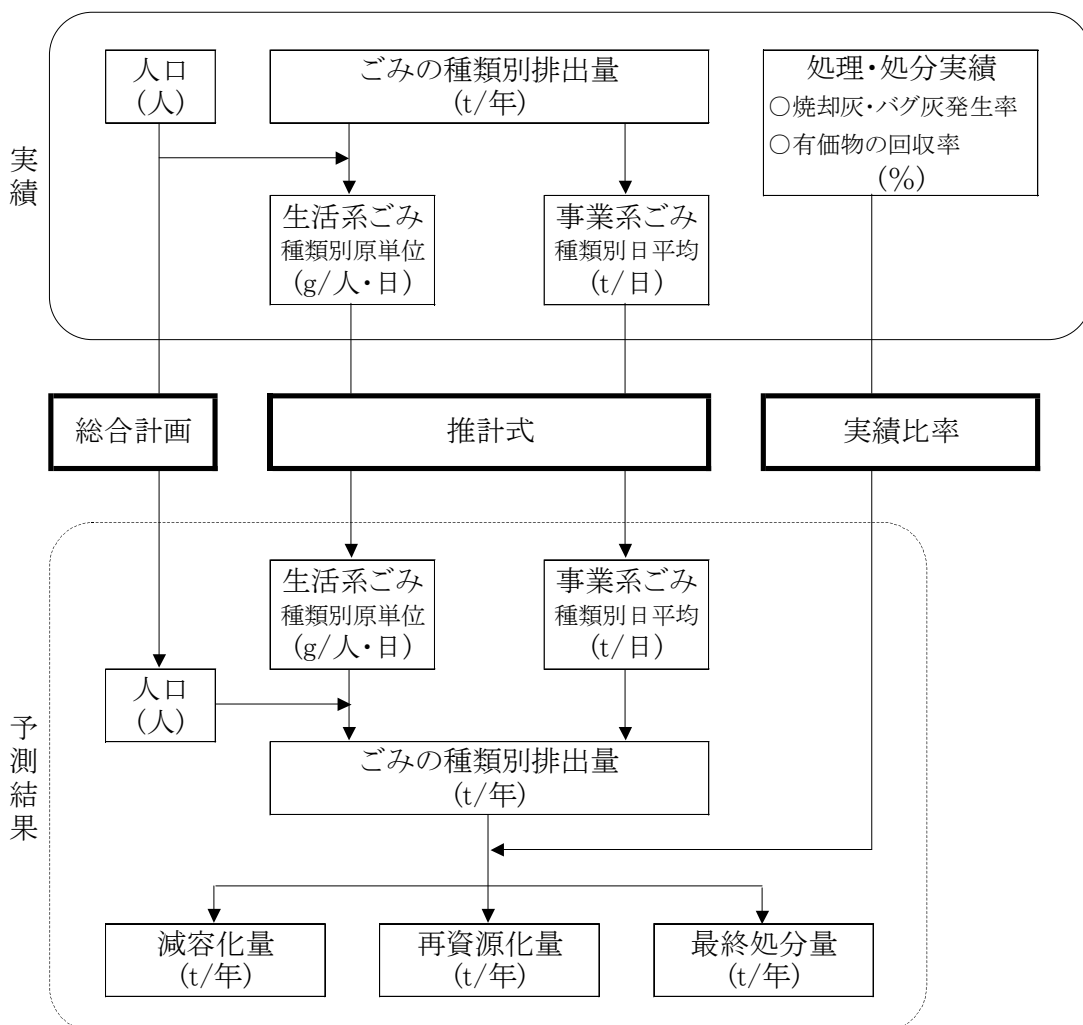 実績
人口
(人)
ごみの種類別排出量
(t/年)
処理・処分実績
○焼却灰・バグ灰発生率
○有価物の回収率
(%)
生活系ごみ
種類別原単位
(g/人・日)
事業系ごみ
種類別日平均
(t/日)
総合計画
推計式
実績比率
予測結果
生活系ごみ
種類別原単位
(g/人・日)
事業系ごみ
種類別日平均
(t/日)
人口
(人)
ごみの種類別排出量
(t/年)
減容化量
(t/年)
再資源化量
(t/年)
最終処分量
(t/年)